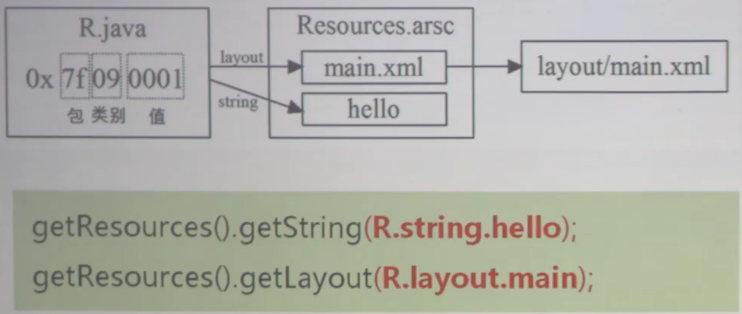 R.java
Resources.arsc
0x 7f 09 0001
包 类别 值
layout
string
main.xml
hello
layout/main.xml
getResources().getString(R.string.hello);
getResources().getLayout(R.layout.main);